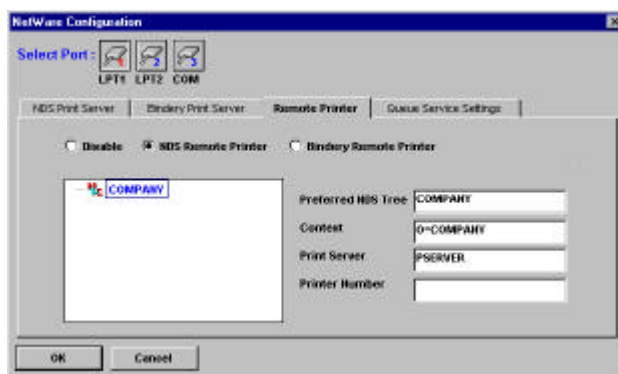 NetWare Configuration
Select Port :
LPT1 LPT2 COM
NDS Print Server Bindery Print Server Remote Printer Queue Service Settings
Disable NDS Remote Printer Bindery Remote Printer
COMPANY
Preferred NDS Tree COMPANY
Context O=COMPANY
Print Server PSERVER
Printer Number
OK Cancel